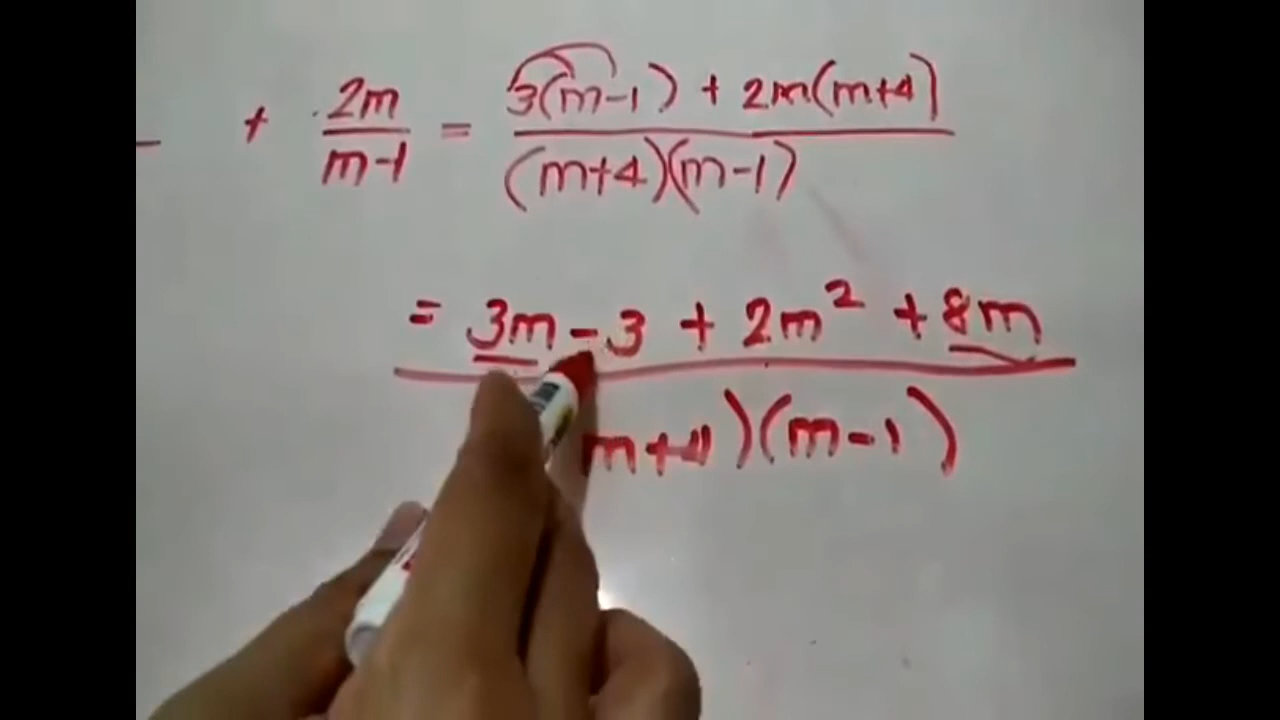 + 2m/m-1 = 3(m-1) + 2m(m+4)/(m+4)(m-1)
= 3m - 3 + 2m² + 8m
m+4)(m-1)